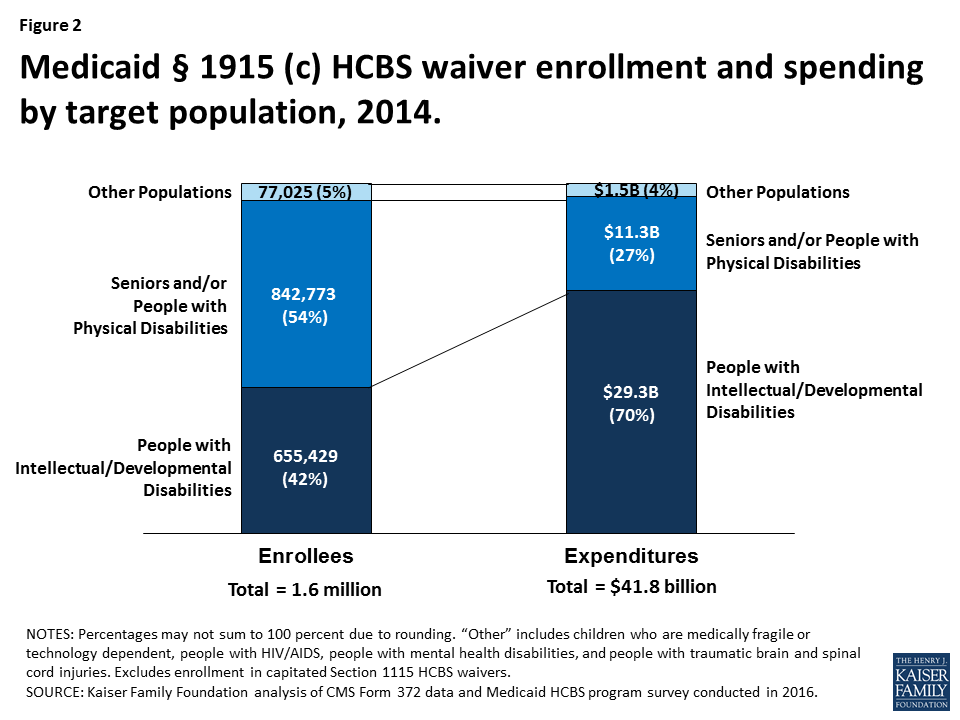 Figure 2
Medicaid § 1915 (c) HCBS waiver enrollment and spending
by target population, 2014.
Other Populations
77,025 (5%)
$1.5B (4%)
Other Populations
Seniors and/or
People with
Physical Disabilities
842,773
(54%)
$11.3B
(27%)
Seniors and/or People with
Physical Disabilities
People with
Intellectual/Developmental
Disabilities
655,429
(42%)
$29.3B
(70%)
People with
Intellectual/Developmental
Disabilities
Enrollees
Total = 1.6 million
Expenditures
Total = $41.8 billion
NOTES: Percentages may not sum to 100 percent due to rounding. “Other” includes children who are medically fragile or
technology dependent, people with HIV/AIDS, people with mental health disabilities, and people with traumatic brain and spinal
cord injuries. Excludes enrollment in capitated Section 1115 HCBS waivers.
SOURCE: Kaiser Family Foundation analysis of CMS Form 372 data and Medicaid HCBS program survey conducted in 2016.
THE HENRY J.
KAISER
FAMILY
FOUNDATION